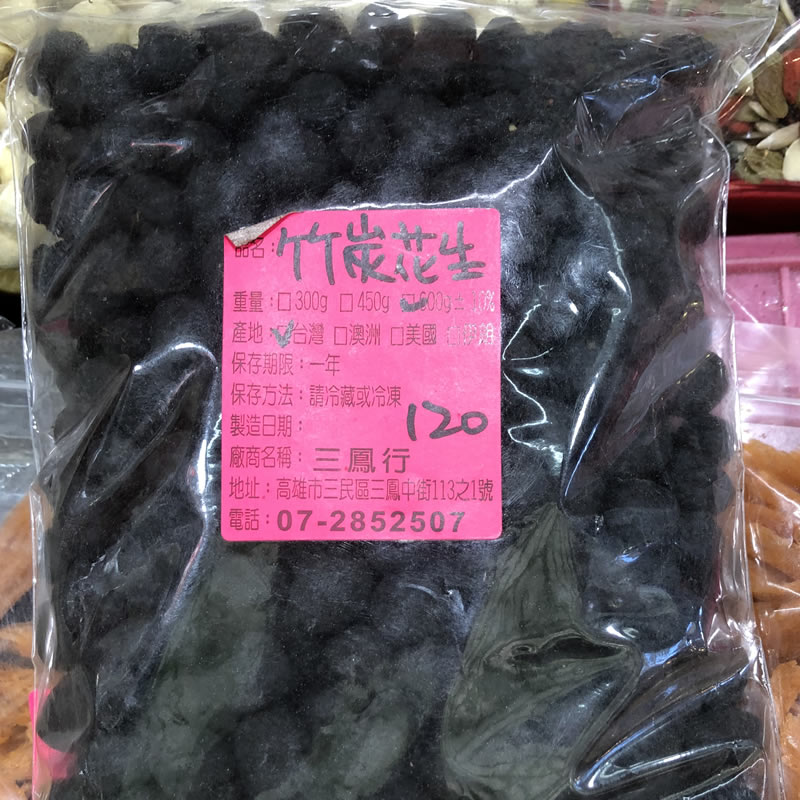 品名：竹炭花生
重量：□300g □450g ☑600g± 10%
產地：☑台灣 □澳洲 □美國
保存期限：一年
保存方法：請冷藏或冷凍
製造日期：
120
廠商名稱：三鳳行
地址：高雄市三民區三鳳中街113之1號
電話：07-2852507